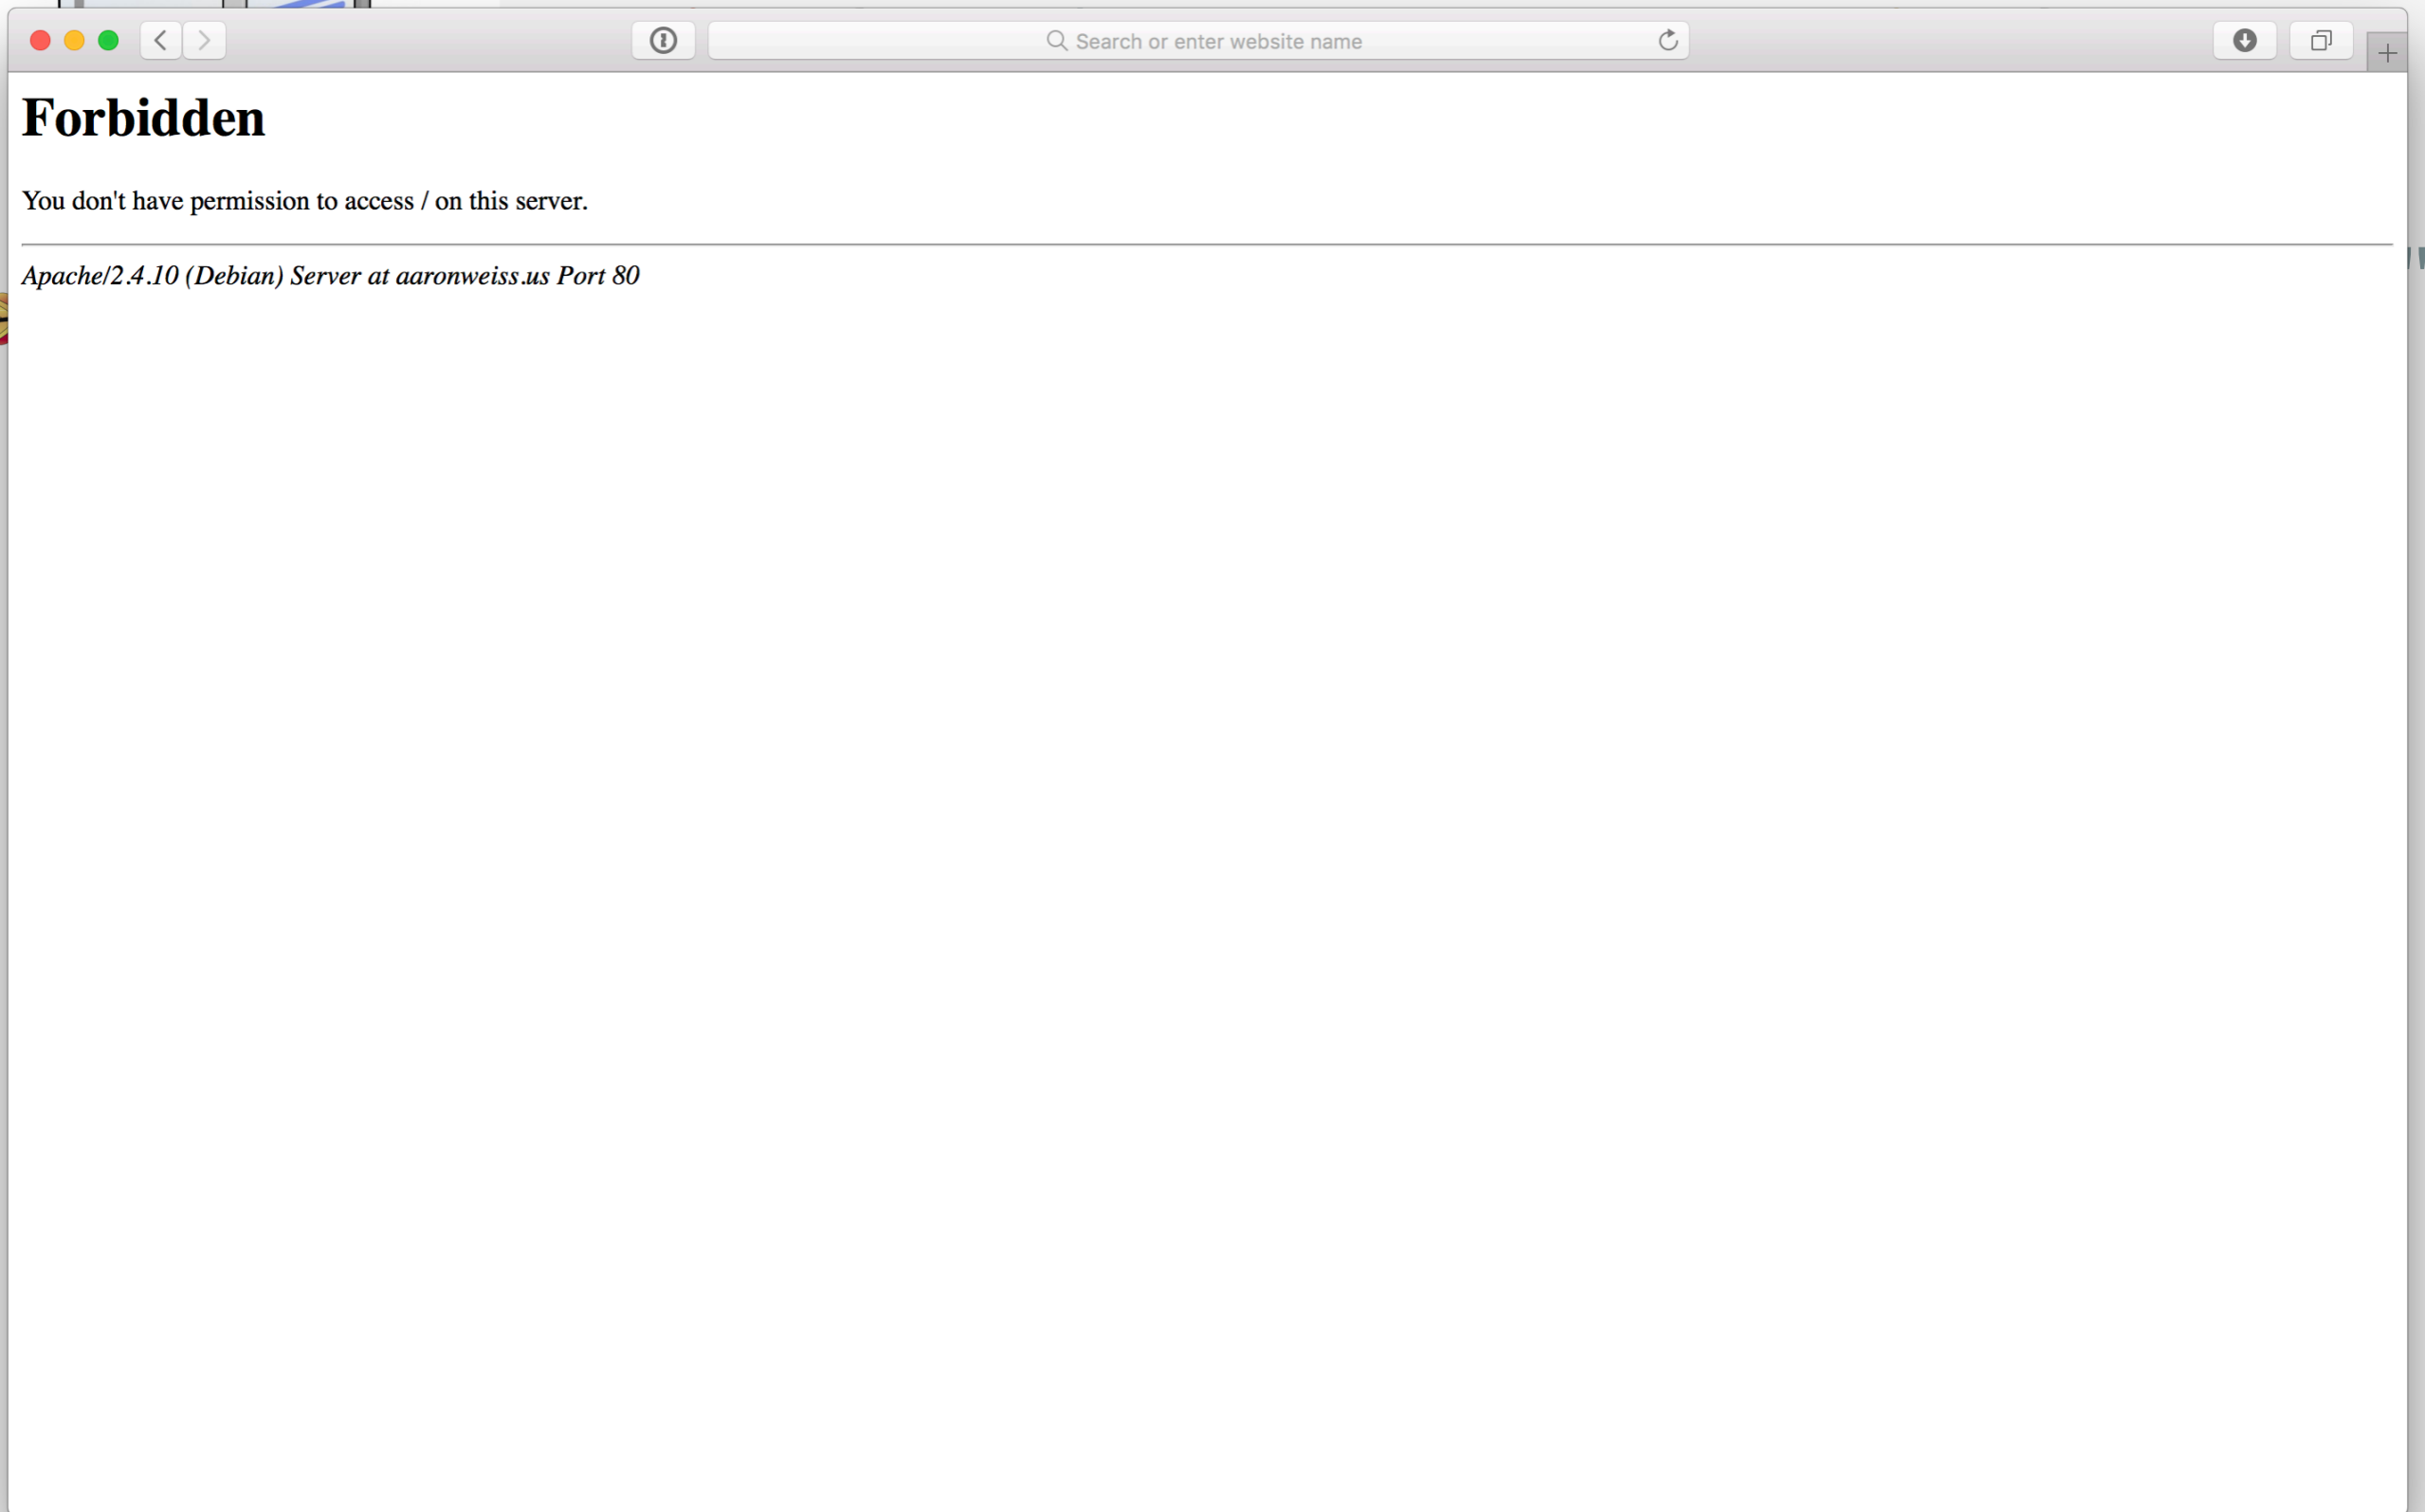 Search or enter website name
Forbidden
You don't have permission to access / on this server.
Apache/2.4.10 (Debian) Server at aaronweiss.us Port 80